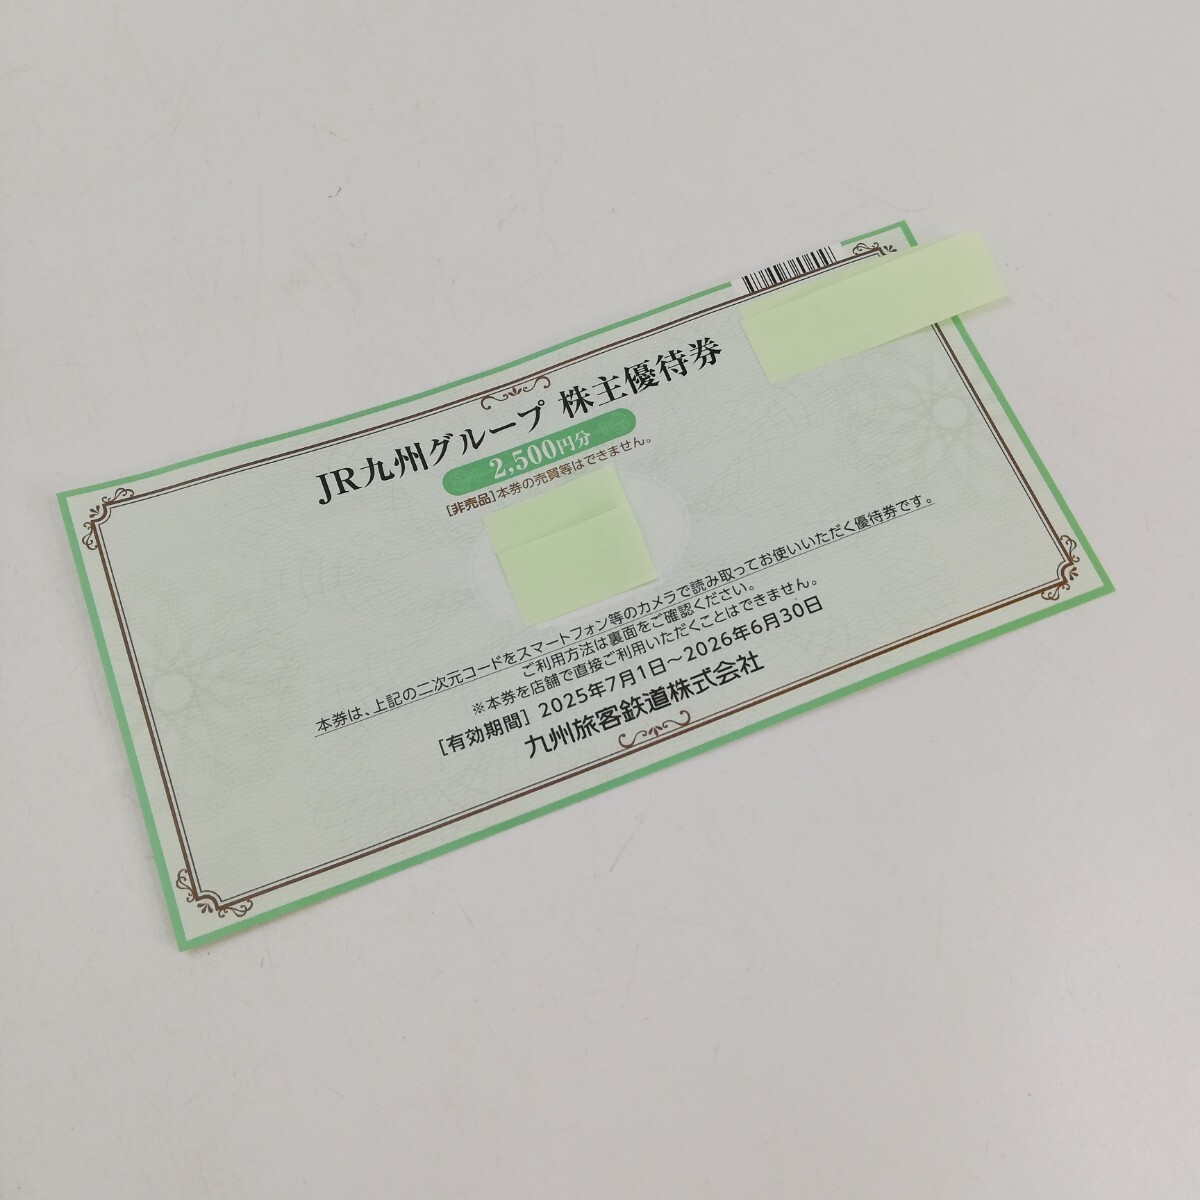 JR九州グループ 株主優待券
2,500円分
[非売品]本券の売買等はできません。
本券は、上記の二次元コードをスマートフォン等のカメラで読み取ってお使いいただく優待券です。
ご利用方法は裏面をご確認ください。
※本券を店舗で直接ご利用いただくことはできません。
[有効期間] 2025年7月1日～2026年6月30日
九州旅客鉄道株式会社